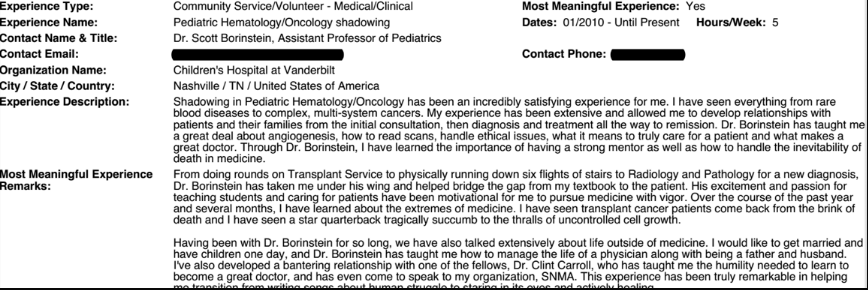 Experience Type: Community Service/Volunteer - Medical/Clinical Most Meaningful Experience: Yes
Experience Name: Pediatric Hematology/Oncology shadowing Dates: 01/2010 - Until Present Hours/Week: 5
Contact Name & Title: Dr. Scott Borinstein, Assistant Professor of Pediatrics
Contact Email: Contact Phone:
Organization Name: Children's Hospital at Vanderbilt
City / State / Country: Nashville / TN / United States of America
Experience Description: Shadowing in Pediatric Hematology/Oncology has been an incredibly satisfying experience for me. I have seen everything from rare
blood diseases to complex, multi-system cancers. My experience has been extensive and allowed me to develop relationships with
patients and their families from the initial consultation, then diagnosis and treatment all the way to remission. Dr. Borinstein has taught me
a great deal about angiogenesis, how to read scans, handle ethical issues, what it means to truly care for a patient and what makes a
great doctor. Through Dr. Borinstein, I have learned the importance of having a strong mentor as well as how to handle the inevitability of
death in medicine.
Most Meaningful Experience From doing rounds on Transplant Service to physically running down six flights of stairs to Radiology and Pathology for a new diagnosis,
Remarks: Dr. Borinstein has taken me under his wing and helped bridge the gap from my textbook to the patient. His excitement and passion for
teaching students and caring for patients have been motivational for me to pursue medicine with vigor. Over the course of the past year
and several months, I have learned about the extremes of medicine. I have seen transplant cancer patients come back from the brink of
death and I have seen a star quarterback tragically succumb to the thralls of uncontrolled cell growth.
Having been with Dr. Borinstein for so long, we have also talked extensively about life outside of medicine. I would like to get married and
have children one day, and Dr. Borinstein has taught me how to manage the life of a physician along with being a father and husband.
I've also developed a bantering relationship with one of the fellows, Dr. Clint Carroll, who has taught me the humility needed to learn to
become a great doctor, and has even come to speak to my organization, SNMA. This experience has been truly remarkable in helping
me transition from writing songs about human struggle to staring in its eyes and actively healing.